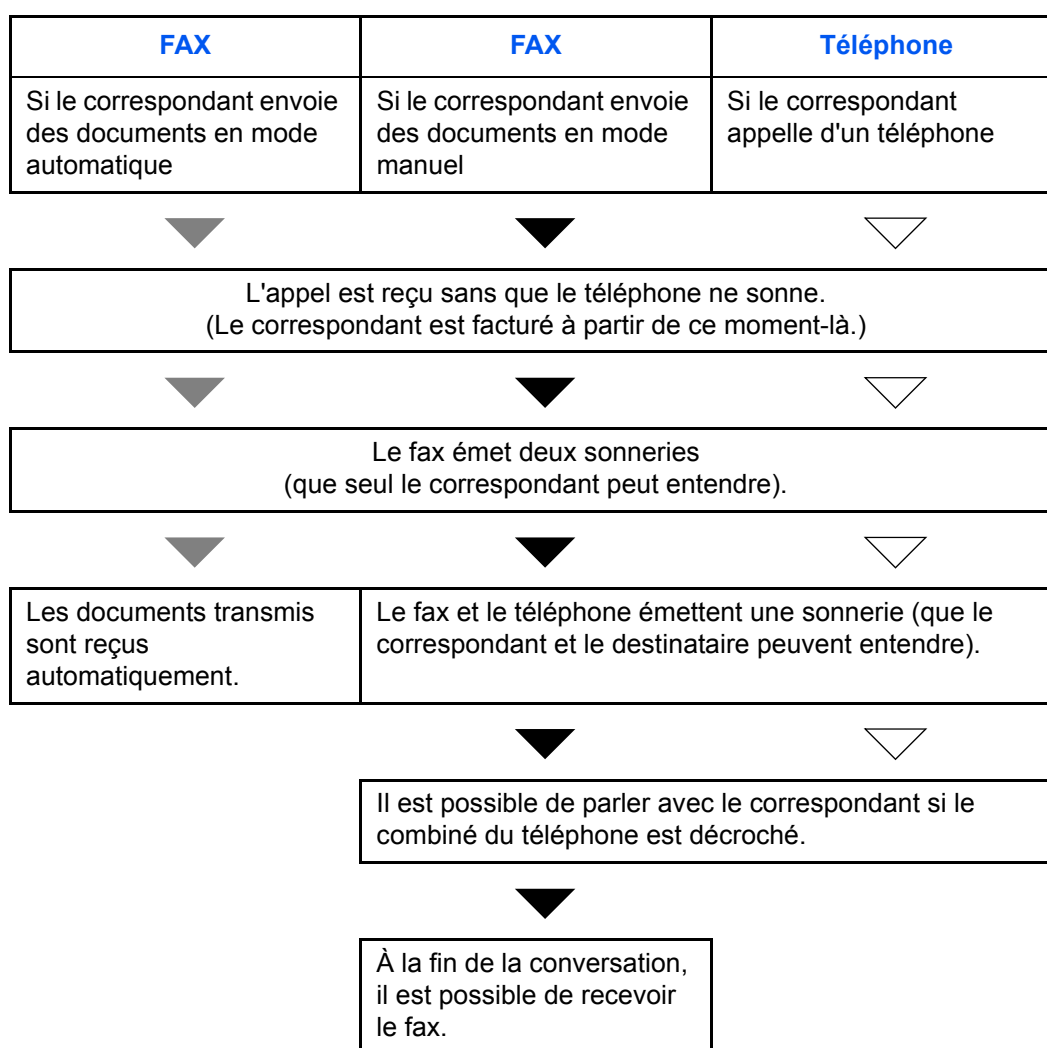 FAX
FAX
Téléphone
Si le correspondant envoie
des documents en mode
automatique
Si le correspondant envoie
des documents en mode
manuel
Si le correspondant
appelle d'un téléphone
L'appel est reçu sans que le téléphone ne sonne.
(Le correspondant est facturé à partir de ce moment-là.)
Le fax émet deux sonneries
(que seul le correspondant peut entendre).
Les documents transmis
sont reçus
automatiquement.
Le fax et le téléphone émettent une sonnerie (que le
correspondant et le destinataire peuvent entendre).
Il est possible de parler avec le correspondant si le
combiné du téléphone est décroché.
À la fin de la conversation,
il est possible de recevoir
le fax.